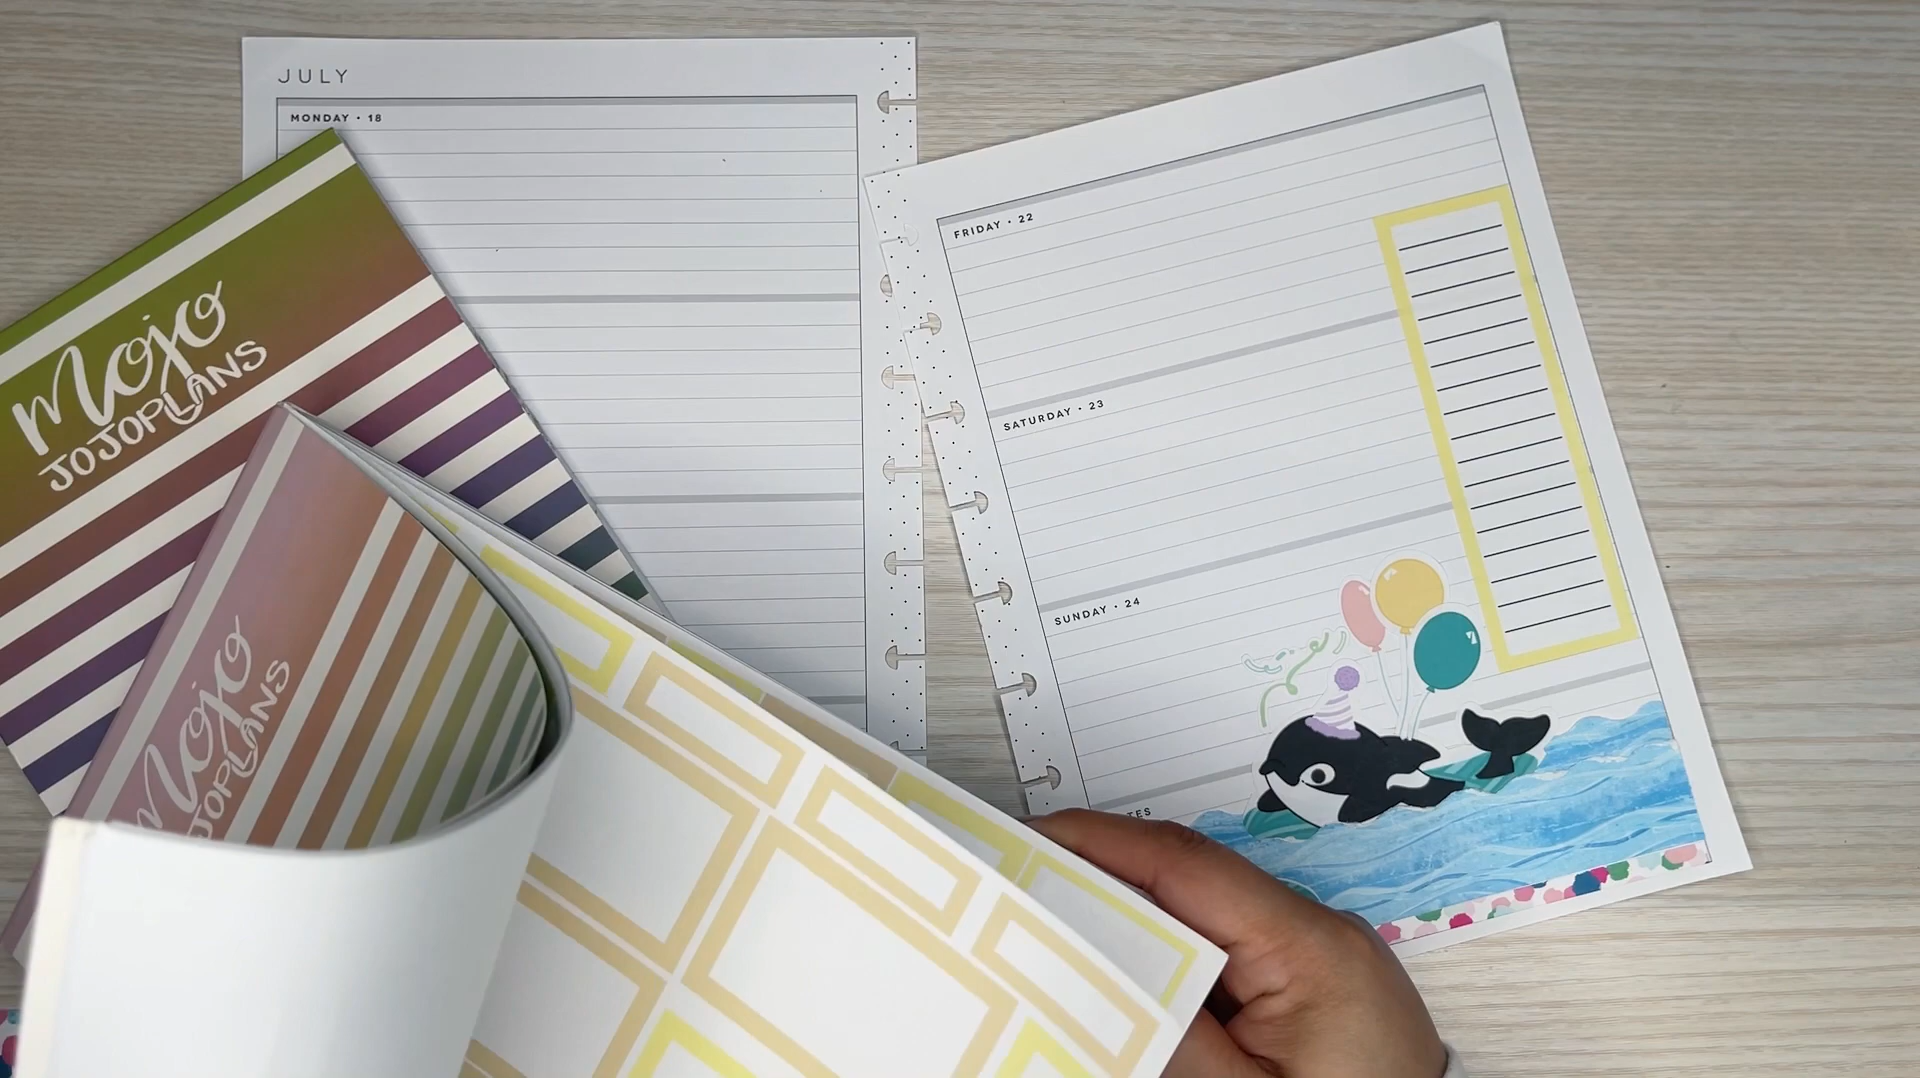 JULY
MONDAY • 18
mojo
JOJOPLANS
mojo
JOJOPLANS
FRIDAY • 22
SATURDAY • 23
SUNDAY • 24